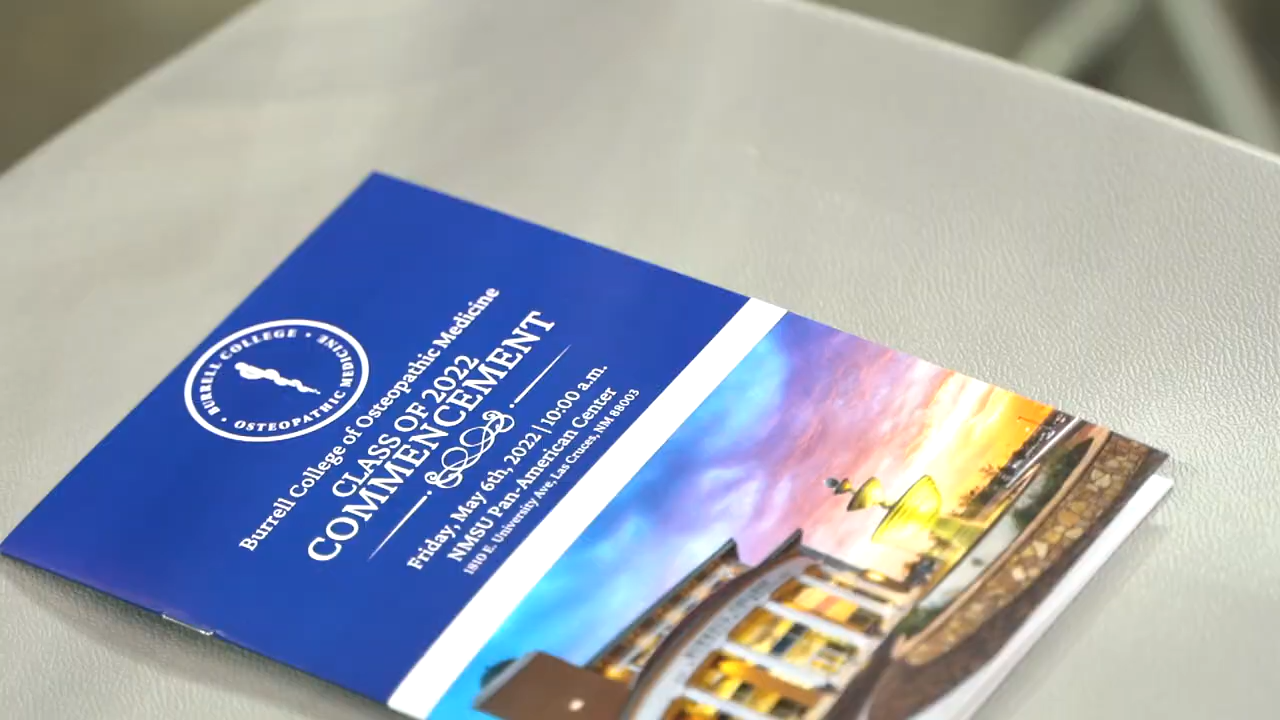 BURRELL COLLEGE • OSTEOPATHIC MEDICINE •
Burrell College of Osteopathic Medicine
CLASS OF 2022
COMMENCEMENT
Friday, May 6th, 2022 | 10:00 a.m.
NMSU Pan-American Center
1810 E. University Ave, Las Cruces, NM 88003